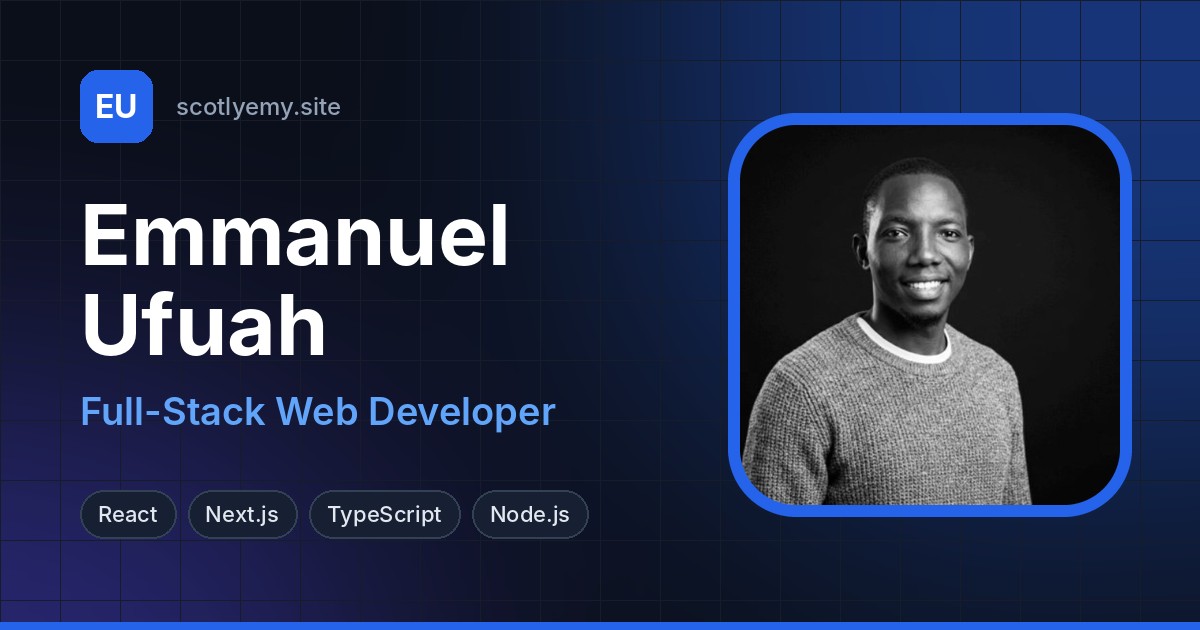 EU
scotlyemy.site
Emmanuel
Ufuah
Full-Stack Web Developer
React
Next.js
TypeScript
Node.js